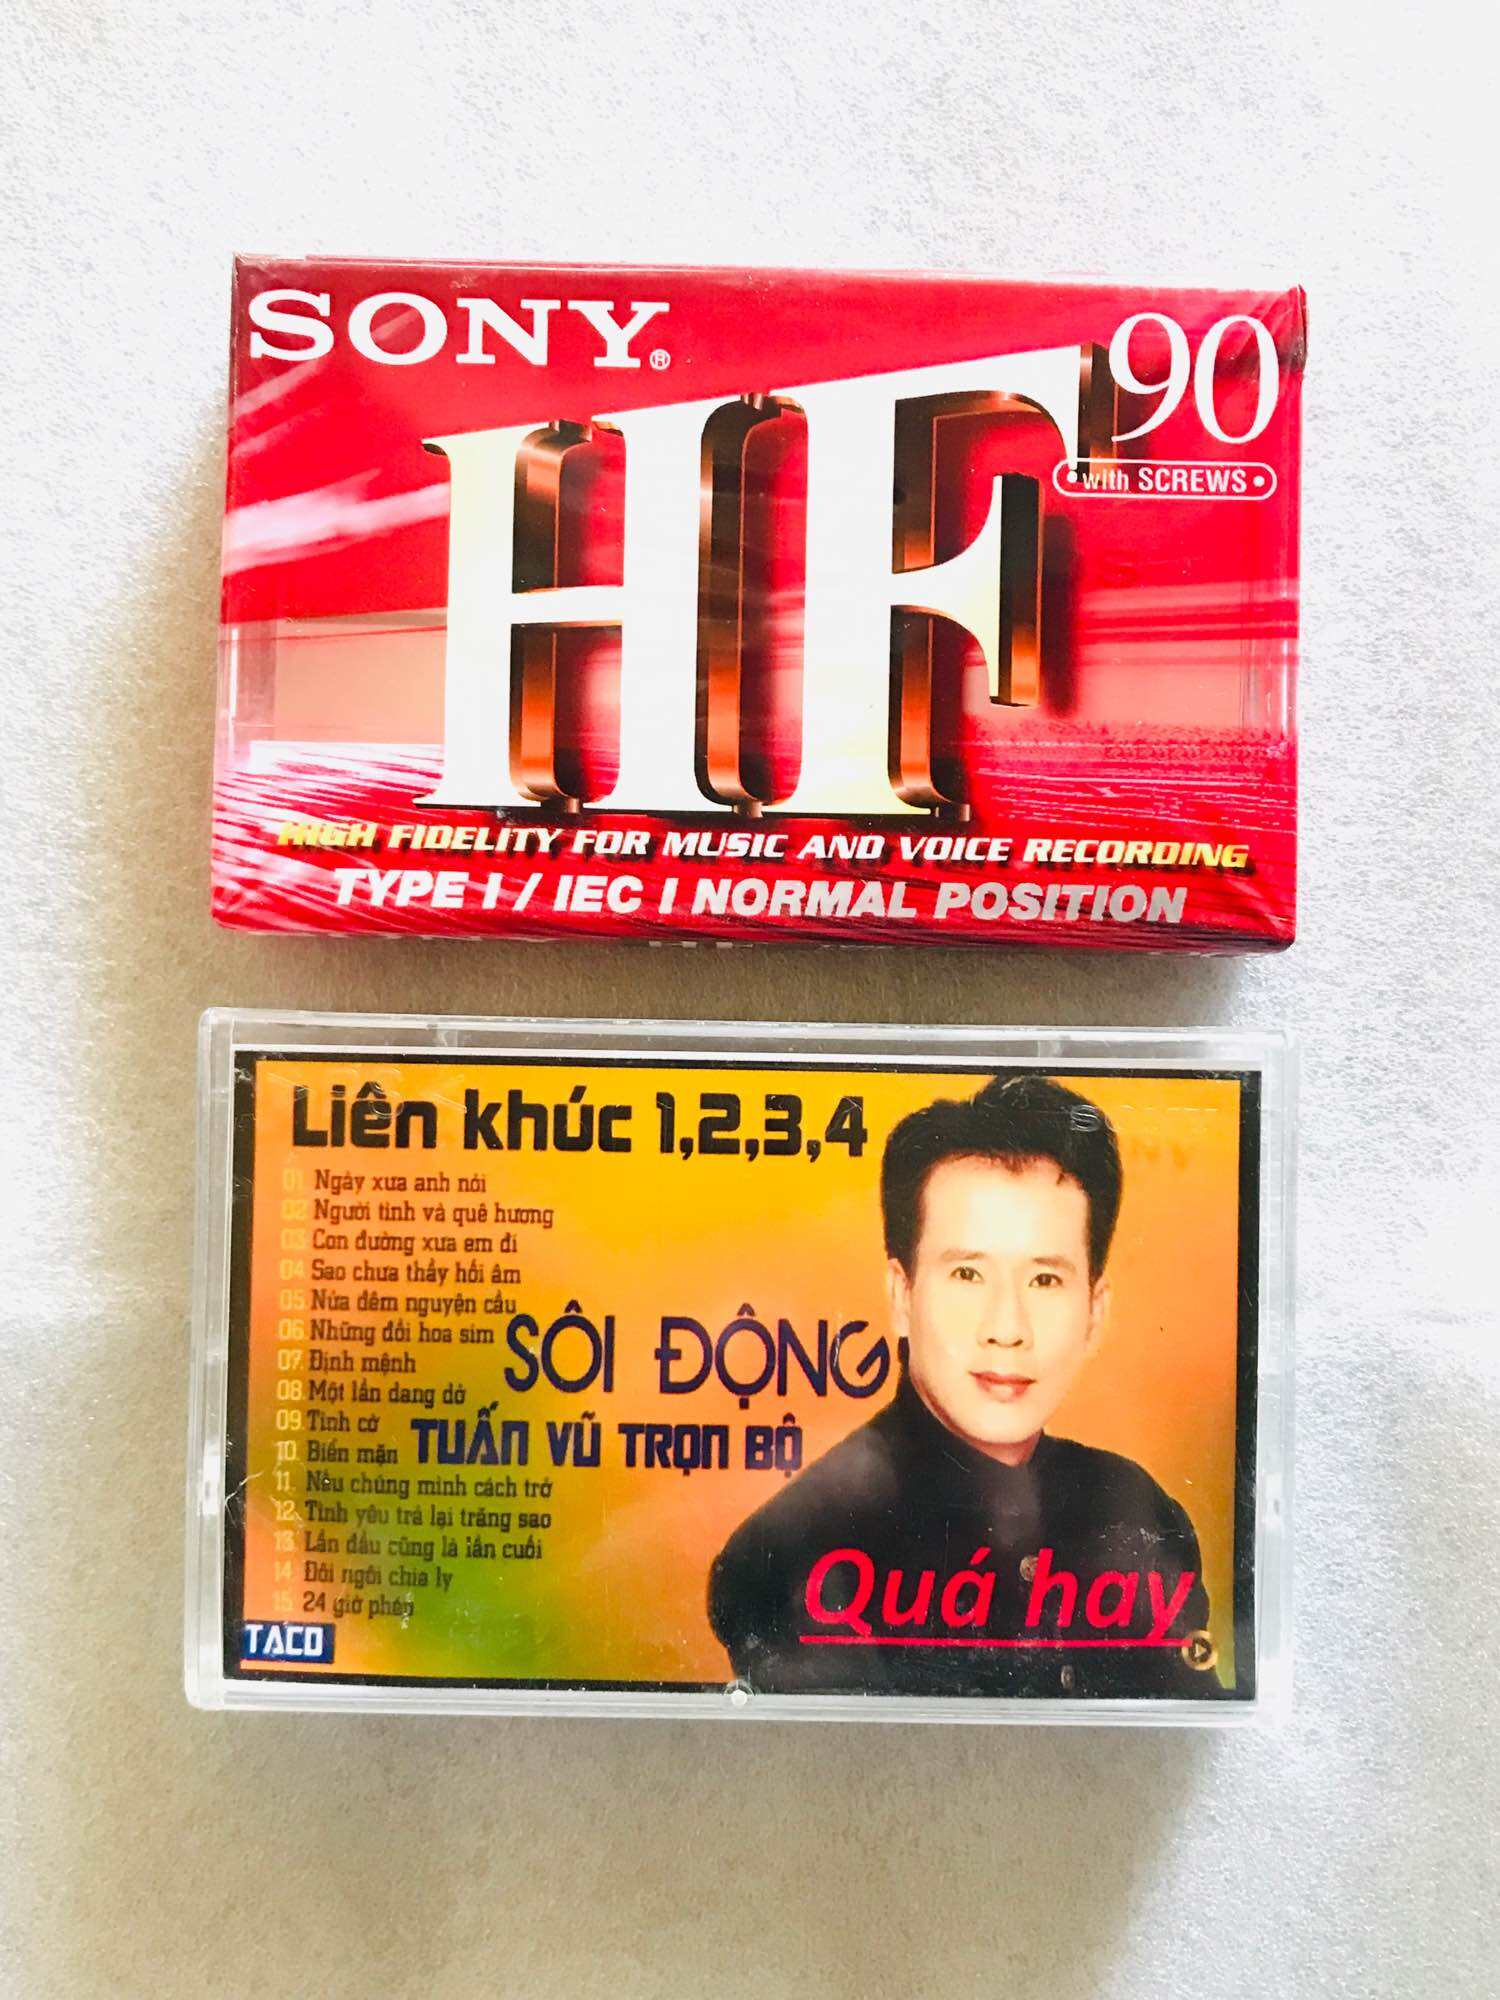 SONY®
HF
90
with SCREWS
HIGH FIDELITY FOR MUSIC AND VOICE RECORDING
TYPE I / IEC I NORMAL POSITION
Liên khúc 1,2,3,4
01 Ngày xưa anh nói
02 Người tình và quê hương
03 Con đường xưa em đi
04 Sao chưa thấy hồi âm
05. Nửa đêm nguyện cầu
06. Những đồi hoa sim
07. Định mệnh
08. Một lần dang dở
09. Tình cờ
10. Biển mặn
11. Nếu chúng mình cách trở
12. Tình yêu trả lại trăng sao
13. Lần đầu cũng là lần cuối
14. Đôi ngôi chia ly
15. 24 giờ phép
SÔI ĐỘNG
TUẤN VŨ TRỌN BỘ
Quá hay
TACO